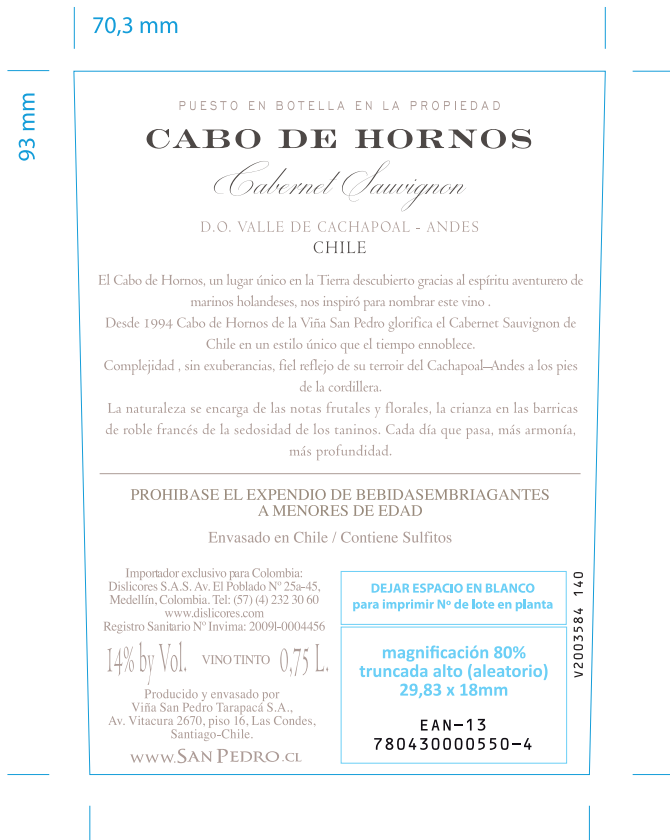 70,3 mm
93 mm
PUESTO EN BOTELLA EN LA PROPIEDAD
CABO DE HORNOS
Cabernet Sauvignon
D.O. VALLE DE CACHAPOAL - ANDES
CHILE
El Cabo de Hornos, un lugar único en la Tierra descubierto gracias al espíritu aventurero de
marinos holandeses, nos inspiró para nombrar este vino .
Desde 1994 Cabo de Hornos de la Viña San Pedro glorifica el Cabernet Sauvignon de
Chile en un estilo único que el tiempo ennoblece.
Complejidad , sin exuberancias, fiel reflejo de su terroir del Cachapoal–Andes a los pies
de la cordillera.
La naturaleza se encarga de las notas frutales y florales, la crianza en las barricas
de roble francés de la sedosidad de los taninos. Cada día que pasa, más armonía,
más profundidad.
PROHIBASE EL EXPENDIO DE BEBIDASEMBRIAGANTES
A MENORES DE EDAD
Envasado en Chile / Contiene Sulfitos
Importador exclusivo para Colombia:
Dislicores S.A.S. Av. El Poblado Nº 25a-45,
Medellín, Colombia. Tel: (57) (4) 232 30 60
www.dislicores.com
Registro Sanitario Nº Invima: 2009l-0004456
14% by Vol. VINO TINTO 0,75 L.
Producido y envasado por
Viña San Pedro Tarapacá S.A.,
Av. Vitacura 2670, piso 16, Las Condes,
Santiago-Chile.
WWW.SAN PEDRO.CL
DEJAR ESPACIO EN BLANCO
para imprimir Nº de lote en planta
magnificación 80%
truncada alto (aleatorio)
29,83 x 18mm
EAN-13
780430000550-4
V2003584 140